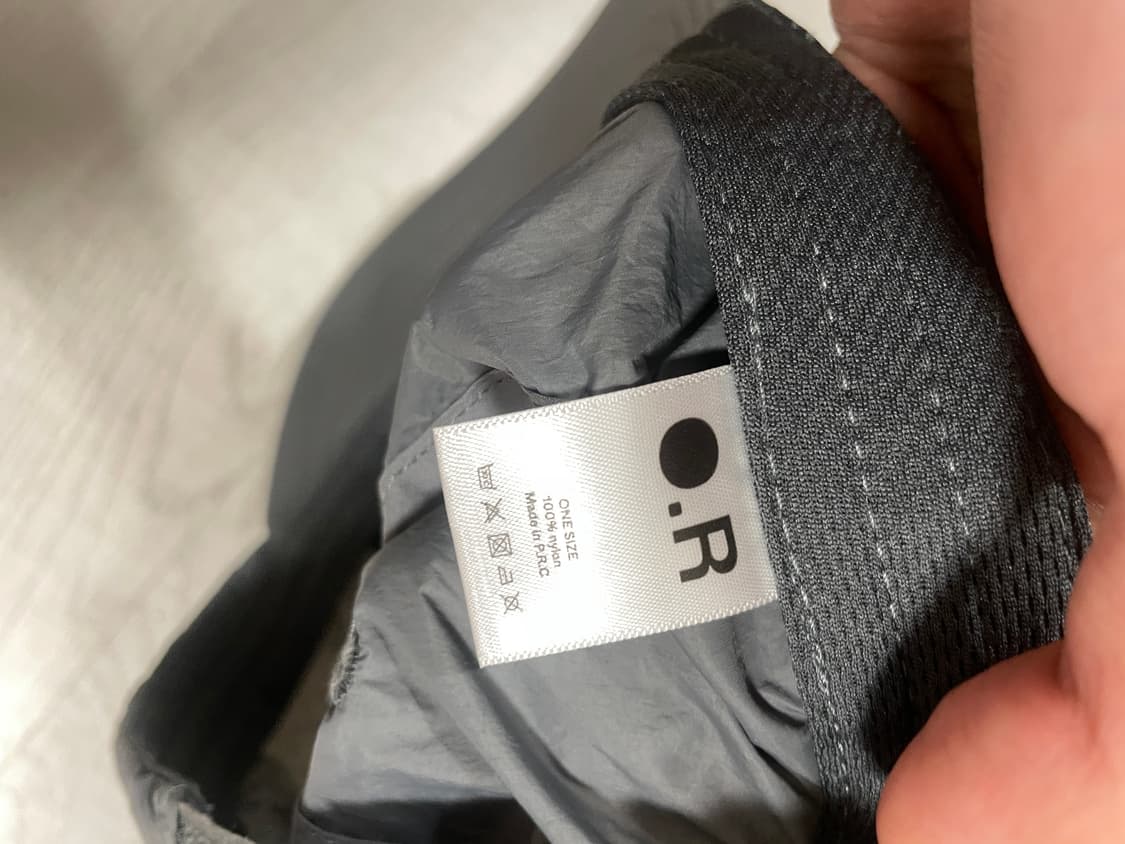 ●.R
ONE SIZE
100% nylon
Made in P.R.C